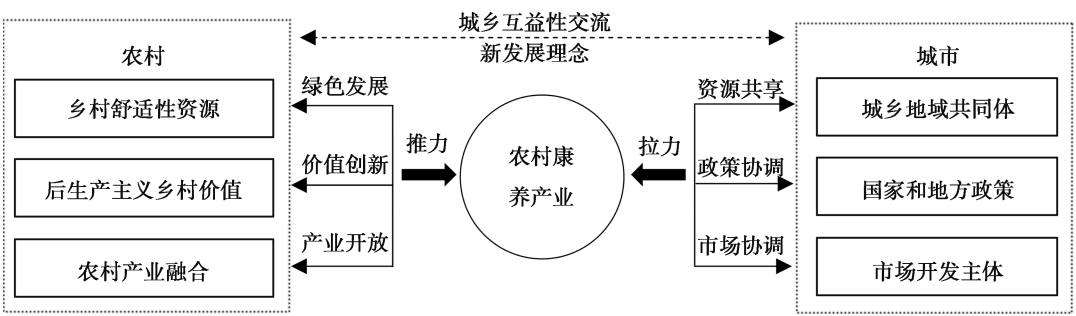 城乡互益性交流
新发展理念
农村
乡村舒适性资源
后生产主义乡村价值
农村产业融合
绿色发展
价值创新
产业开放
推力
农村康
养产业
拉力
资源共享
政策协调
市场协调
城市
城乡地域共同体
国家和地方政策
市场开发主体